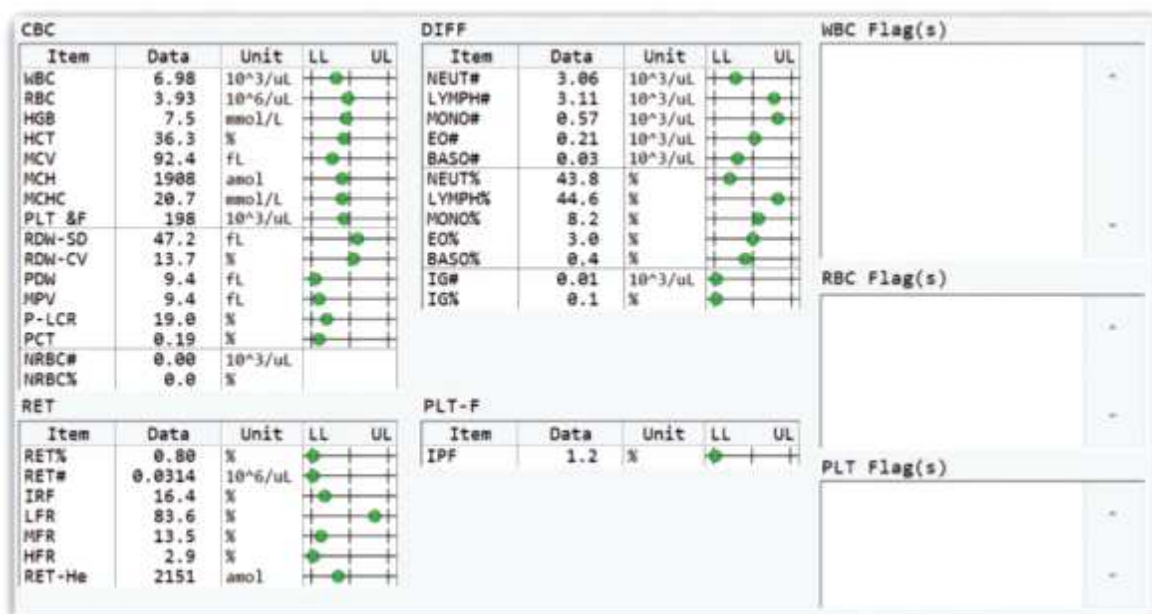 CBC
Item Data Unit LL UL
WBC 6.98 10^3/uL
RBC 3.93 10^6/uL
HGB 7.5 mmol/L
HCT 36.3 %
MCV 92.4 fL
MCH 1908 amol
MCHC 20.7 mmol/L
PLT &F 198 10^3/uL
RDW-SD 47.2 fL
RDW-CV 13.7 %
PDW 9.4 fL
MPV 9.4 fL
P-LCR 19.0 %
PCT 0.19 %
NRBC# 0.00 10^3/uL
NRBC% 0.0 %
RET
Item Data Unit LL UL
RET% 0.80 %
RET# 0.0314 10^6/uL
IRF 16.4 %
LFR 83.6 %
MFR 13.5 %
HFR 2.9 %
RET-He 2151 amol
DIFF
Item Data Unit LL UL
NEUT# 3.06 10^3/uL
LYMPH# 3.11 10^3/uL
MONO# 0.57 10^3/uL
EO# 0.21 10^3/uL
BASO# 0.03 10^3/uL
NEUT% 43.8 %
LYMPH% 44.6 %
MONO% 8.2 %
EO% 3.0 %
BASO% 0.4 %
IG# 0.01 10^3/uL
IG% 0.1 %
PLT-F
Item Data Unit LL UL
IPF 1.2 %
WBC Flag(s)
RBC Flag(s)
PLT Flag(s)